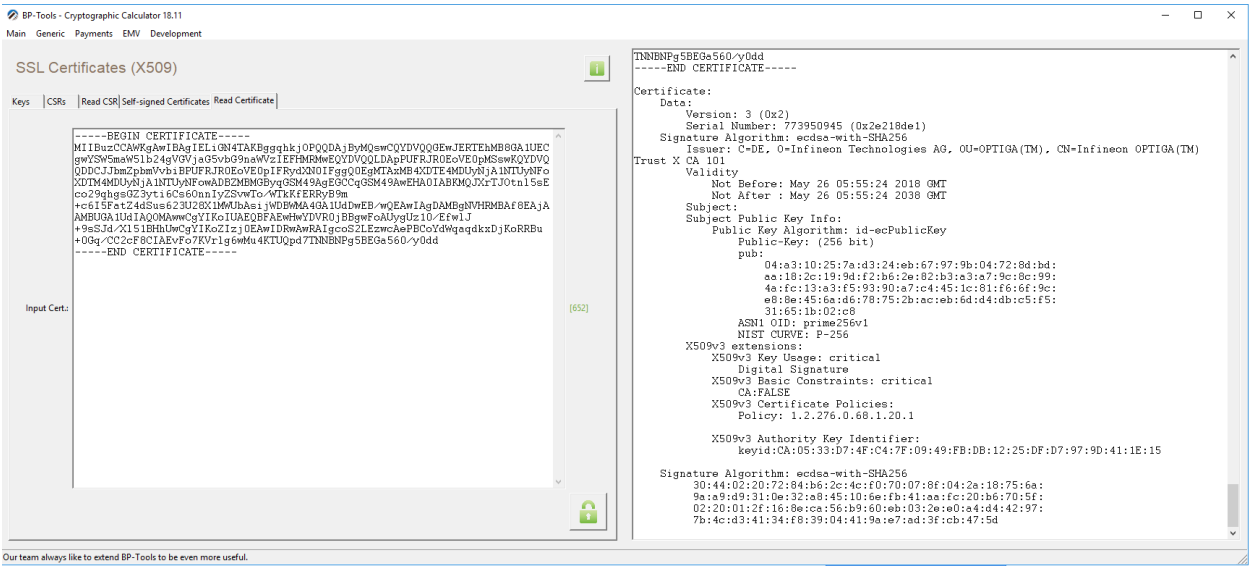 BP-Tools - Cryptographic Calculator 18.11
Main Generic Payments EMV Development
SSL Certificates (X509)
Keys CSRs Read CSR Self-signed Certificates Read Certificate
-----BEGIN CERTIFICATE-----
MIIBuzCCAWKgAwIBAgIELiGN4TAKBggqhkjOPQQDAjByMQswCQYDVQQGEwJERTEhMB8GA1UEC
gwYSW5maW5lb24gVGVjaG5vbG9naWVzIEFHMRMwEQYDVQQLDApPUFRJR0EoVE0pMSswKQYDVQ
QDDCJJbmZpbmVvbiBPUFRJR0EoVE0pIFRydXN0IFggQ0EgMTAxMB4XDTE4MDUyNjA1NTUyNFo
XDTM4MDUyNjA1NTUyNFowADBZMBMGByqGSM49AgEGCCqGSM49AwEHA0IABKMQJXrTJOtnl5sE
co29qhgsGZ3yti6Cs6OnnIyZSvwTo/WTkKfERRyB9m
+c6I5FatZ4dSus623U28X1MWUbAsijWDBWMA4GA1UdDwEB/wQEAwIAgDAMBgNVHRMBAf8EAjA
AMBUGA1UdIAQOMAwwCgYIKoIUAEQBFAEwHwYDVR0jBBgwFoAUygUz10/EfwlJ
+9sSJd/Xl51BHhUwCgYIKoZIzj0EAwIDRwAwRAIgcoS2LEzwcAePBCoYdWqaqdkxDjKoRRBu
+0Gq/CC2cF8CIAEvFo7KVrlg6wMu4KTUQpd7TNNBNPg5BEGa560/y0dd
-----END CERTIFICATE-----
Input Cert.:
[652]
TNNBNPg5BEGa560/y0dd
-----END CERTIFICATE-----
Certificate:
Data:
Version: 3 (0x2)
Serial Number: 773950945 (0x2e218de1)
Signature Algorithm: ecdsa-with-SHA256
Issuer: C=DE, O=Infineon Technologies AG, OU=OPTIGA(TM), CN=Infineon OPTIGA(TM)
Trust X CA 101
Validity
Not Before: May 26 05:55:24 2018 GMT
Not After : May 26 05:55:24 2038 GMT
Subject:
Subject Public Key Info:
Public Key Algorithm: id-ecPublicKey
Public-Key: (256 bit)
pub:
04:a3:10:25:7a:d3:24:eb:67:97:9b:04:72:8d:bd:
aa:18:2c:19:9d:f2:b6:2e:82:b3:a3:a7:9c:8c:99:
4a:fc:13:a3:f5:93:90:a7:c4:45:1c:81:f6:6f:9c:
e8:8e:45:6a:d6:78:75:2b:ac:eb:6d:d4:db:c5:f5:
31:65:1b:02:c8
ASN1 OID: prime256v1
NIST CURVE: P-256
X509v3 extensions:
X509v3 Key Usage: critical
Digital Signature
X509v3 Basic Constraints: critical
CA:FALSE
X509v3 Certificate Policies:
Policy: 1.2.276.0.68.1.20.1
X509v3 Authority Key Identifier:
keyid:CA:05:33:D7:4F:C4:7F:09:49:FB:DB:12:25:DF:D7:97:9D:41:1E:15
Signature Algorithm: ecdsa-with-SHA256
30:44:02:20:72:84:b6:2c:4c:f0:70:07:8f:04:2a:18:75:6a:
9a:a9:d9:31:0e:32:a8:45:10:6e:fb:41:aa:fc:20:b6:70:5f:
02:20:01:2f:16:8e:ca:56:b9:60:eb:03:2e:e0:a4:d4:42:97:
7b:4c:d3:41:34:f8:39:04:41:9a:e7:ad:3f:cb:47:5d
Our team always like to extend BP-Tools to be even more useful.